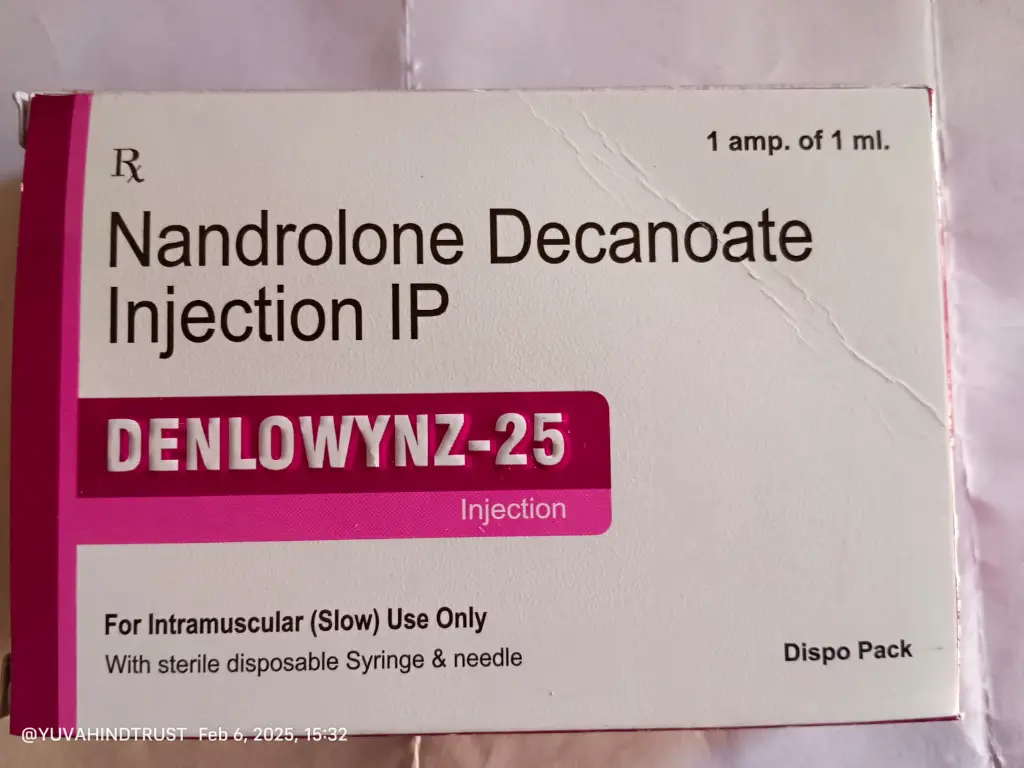 Rx
1 amp. of 1 ml.
Nandrolone Decanoate
Injection IP
DENLOWYNZ-25
Injection
For Intramuscular (Slow) Use Only
With sterile disposable Syringe & needle
Dispo Pack
@YUVAHINDTRUST Feb 6, 2025, 15:32